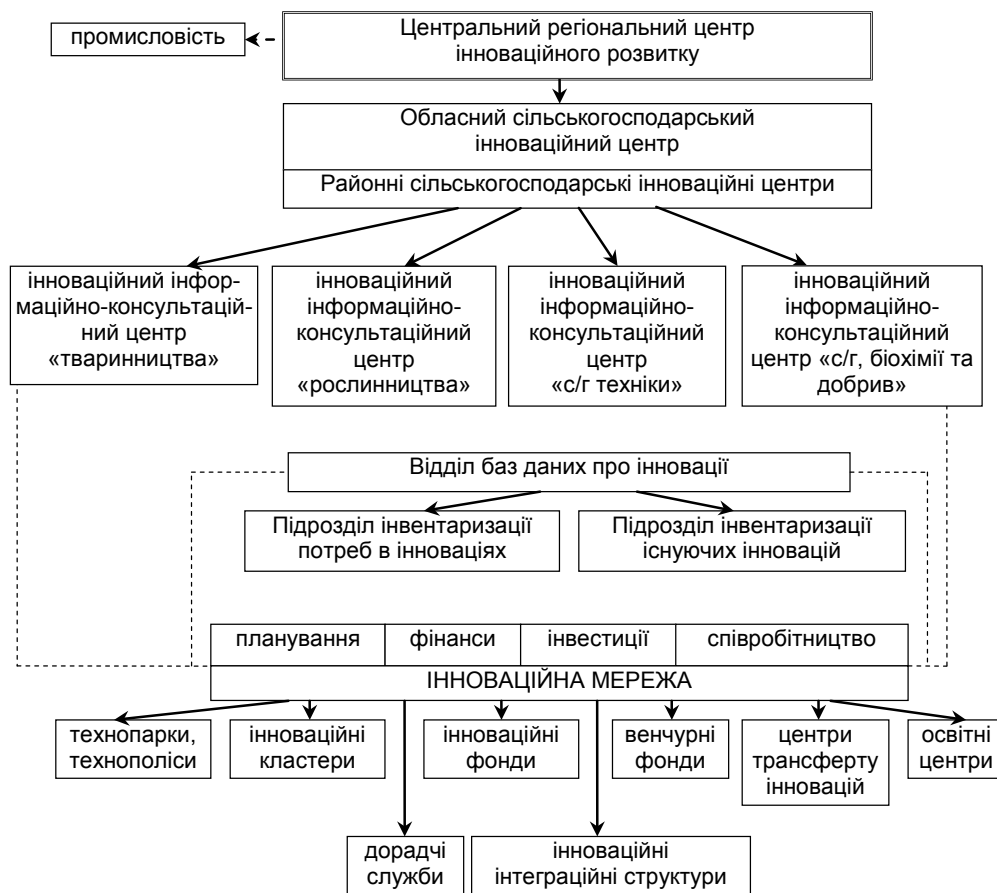 промисловість
Центральний регіональний центр
інноваційного розвитку
Обласний сільськогосподарський
інноваційний центр
Районні сільськогосподарські інноваційні центри
інноваційний інфор-
маційно-консультацій-
ний центр
«тваринництва»
інноваційний
інформаційно-
консультаційний
центр
«рослинництва»
інноваційний
інформаційно-
консультаційний
центр
«с/г техніки»
інноваційний
інформаційно-
консультаційний
центр «с/г, біохімії та
добрив»
Відділ баз даних про інновації
Підрозділ інвентаризації
потреб в інноваціях
Підрозділ інвентаризації
існуючих інновацій
планування
фінанси
інвестиції
співробітництво
ІННОВАЦІЙНА МЕРЕЖА
технопарки,
технополіси
інноваційні
кластери
інноваційні
фонди
венчурні
фонди
центри
трансферту
інновацій
освітні
центри
дорадчі
служби
інноваційні
інтеграційні структури